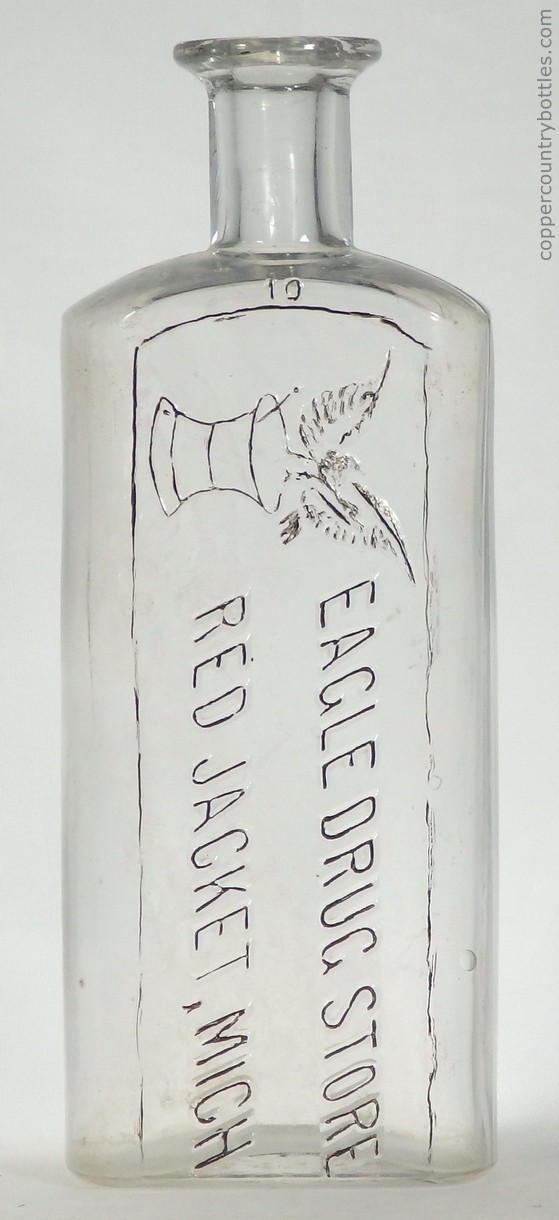 coppercountrybottles.com
10
EAGLE DRUG STORE
RED JACKET, MICH